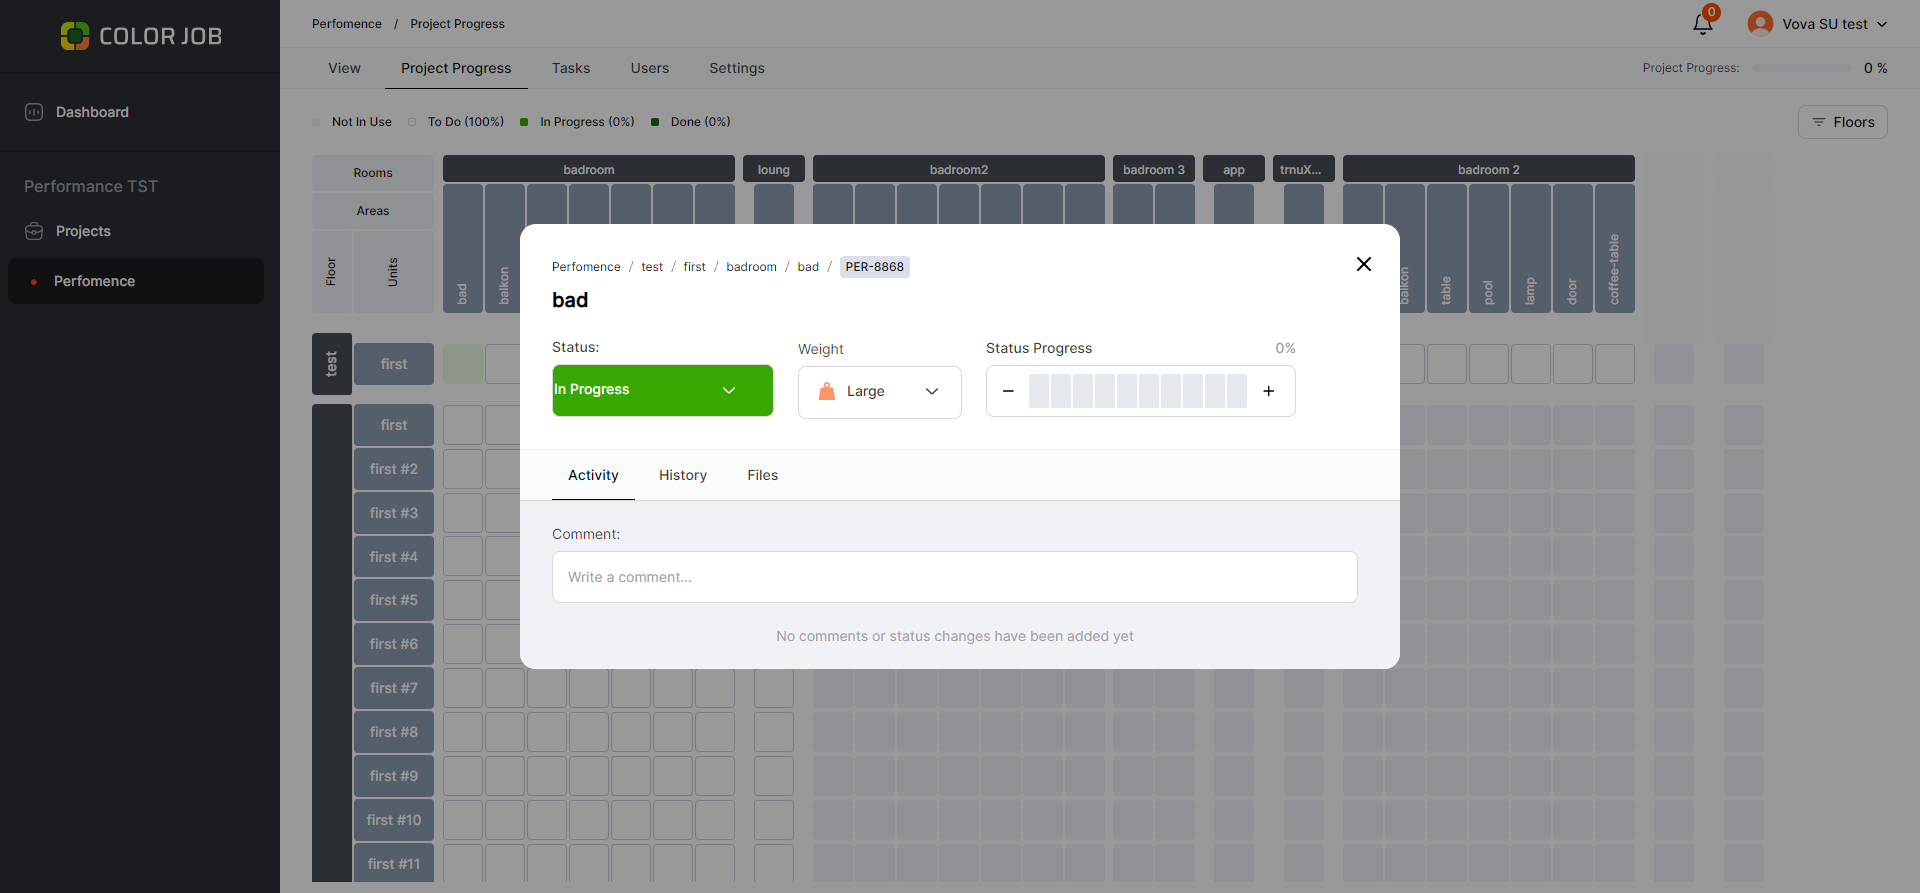 COLOR JOB
Dashboard
Performance TST
Projects
Perfomence
Perfomence / Project Progress
0
Vova SU test
View
Project Progress
Tasks
Users
Settings
Project Progress:
0 %
Not In Use
To Do (100%)
In Progress (0%)
Done (0%)
Floors
Rooms
Areas
Floor
Units
badroom
loung
badroom2
badroom 3
app
trnuX...
badroom 2
bad
balkon
balkon
table
pool
lamp
door
coffee-table
test
first
first
first #2
first #3
first #4
first #5
first #6
first #7
first #8
first #9
first #10
first #11
Perfomence / test / first / badroom / bad / PER-8868
bad
Status:
In Progress
Weight
Large
Status Progress
0%
Activity
History
Files
Comment:
Write a comment...
No comments or status changes have been added yet